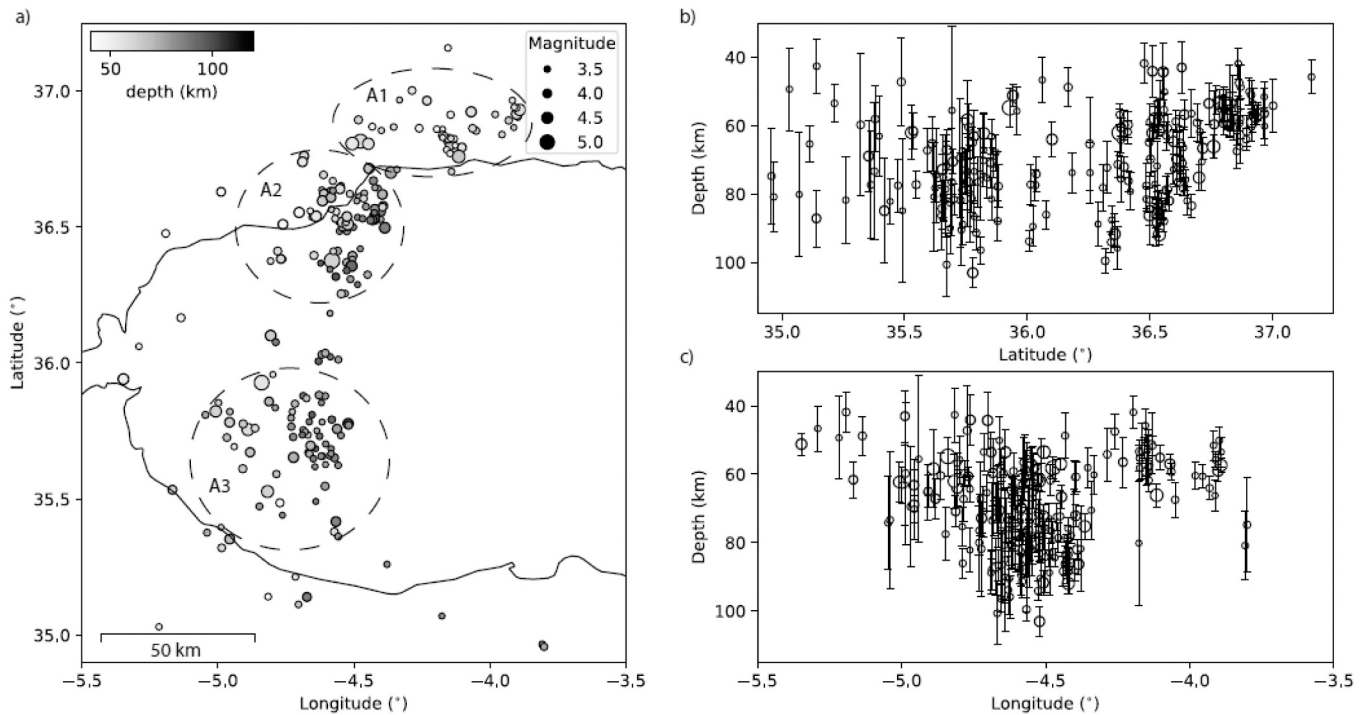 a)
50
100
depth (km)
Magnitude
3.5
4.0
4.5
5.0
A1
A2
A3
37.0
36.5
36.0
35.5
35.0
Latitude (°)
50 km
−5.5
−5.0
−4.5
−4.0
−3.5
Longitude (°)
b)
40
60
80
100
Depth (km)
35.0
35.5
36.0
36.5
37.0
Latitude (°)
c)
40
60
80
100
Depth (km)
−5.5
−5.0
−4.5
−4.0
−3.5
Longitude (°)